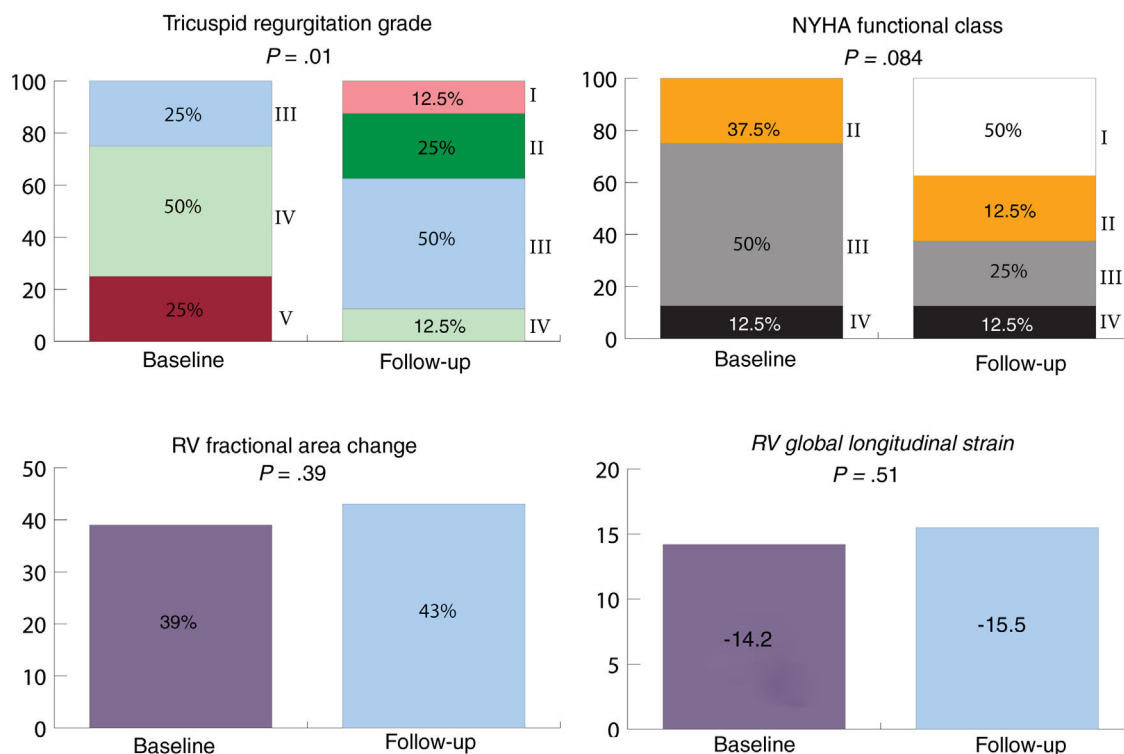 Tricuspid regurgitation grade
P = .01
100
80
60
40
20
0
25%
III
50%
IV
25%
V
12.5%
I
25%
II
50%
III
12.5%
IV
Baseline
Follow-up
NYHA functional class
P = .084
100
80
60
40
20
0
37.5%
II
50%
III
12.5%
IV
50%
I
12.5%
II
25%
III
12.5%
IV
Baseline
Follow-up
RV fractional area change
P = .39
50
40
30
20
10
0
39%
43%
Baseline
Follow-up
RV global longitudinal strain
P = .51
20
15
10
5
0
-14.2
-15.5
Baseline
Follow-up